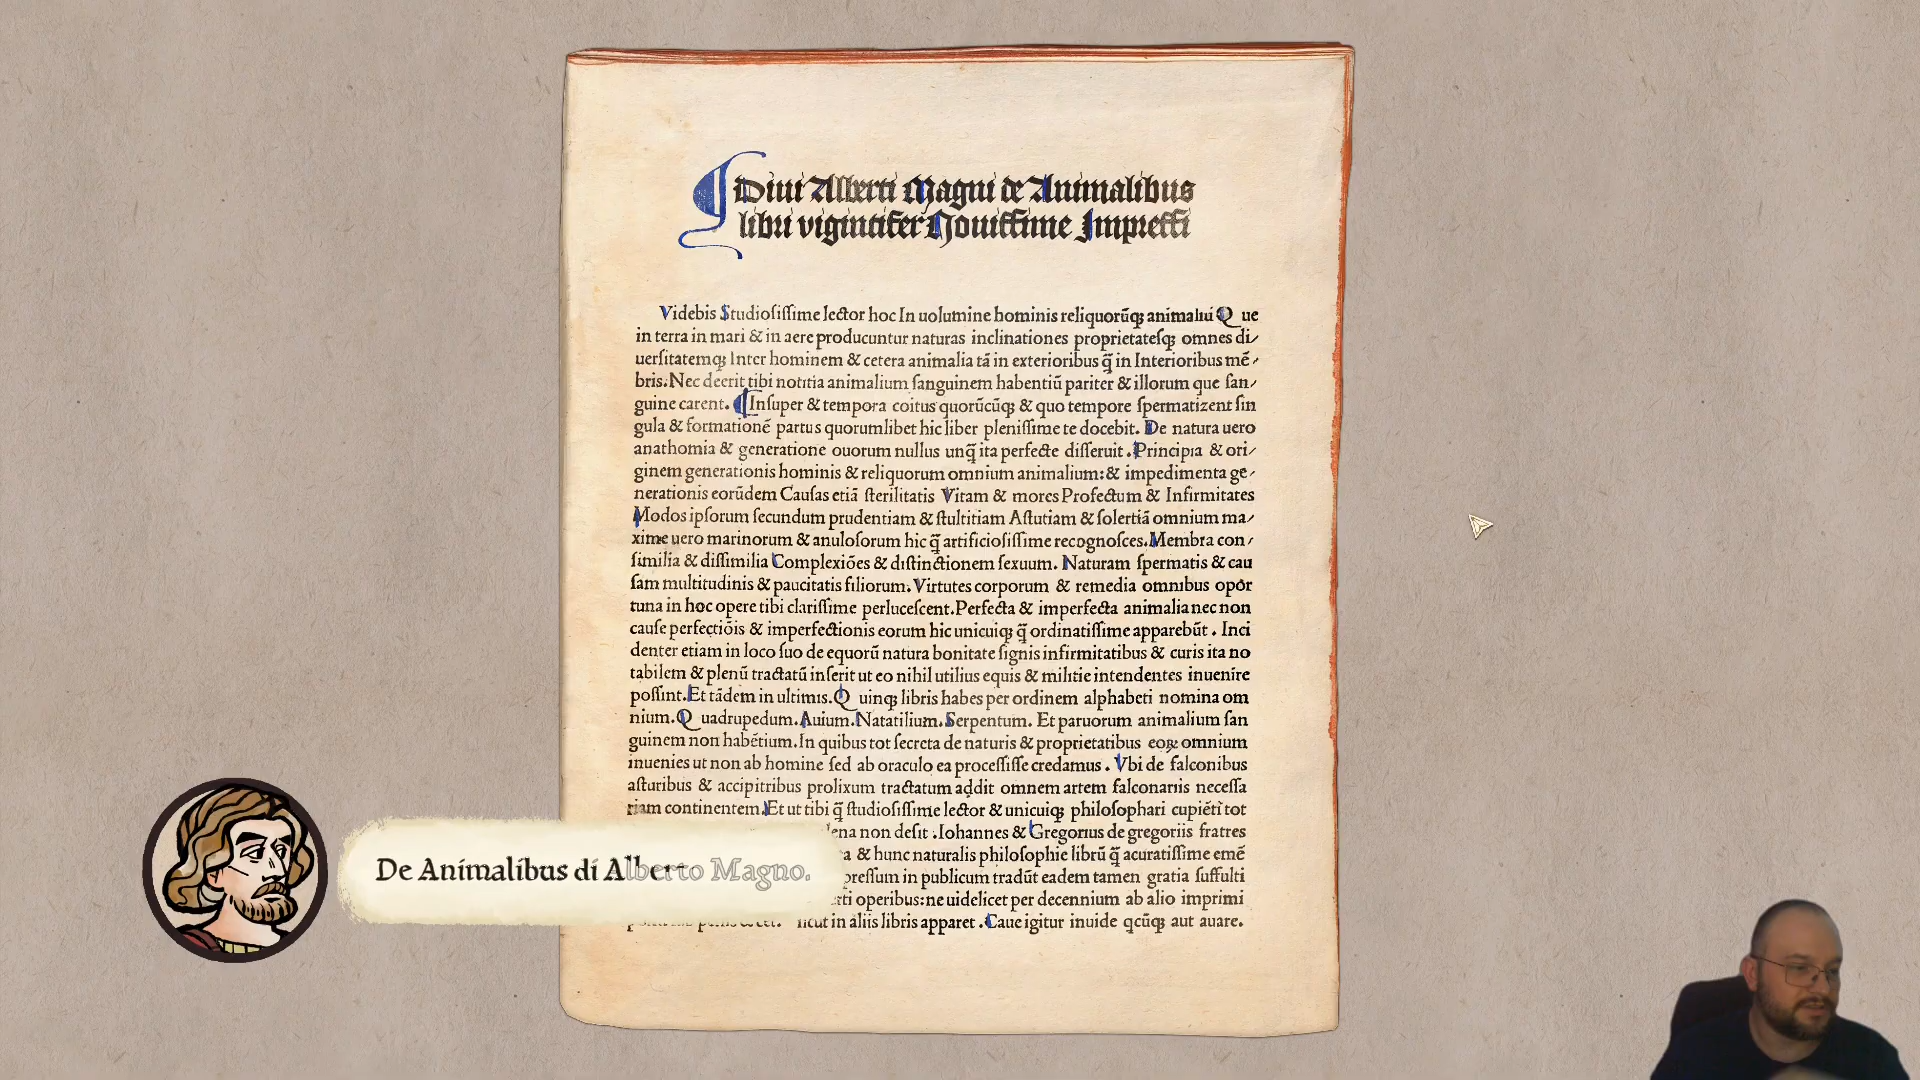 Diui Alberti Magni de Animalibus
libri vigintisex Nouissime Impressi
Videbis Studiosissime lector hoc In uolumine hominis reliquorūq; animaliū Q ue
in terra in mari & in aere producuntur naturas inclinationes proprietatesq; omnes di/
uersitatemq; Inter hominem & cetera animalia tā in exterioribus q̄ in Interioribus mē/
bris. Nec deerit tibi notitia animalium sanguinem habentiū pariter & illorum que san/
guine carent. ¶ Insuper & tempora coitus quorūcūq; & quo tempore spermatizent sin
gula & formationē partus quorumlibet hic liber plenissime te docebit. De natura uero
anathomia & generatione ouorum nullus unq̄ ita perfecte disseruit. Principia & ori/
ginem generationis hominis & reliquorum omnium animalium: & impedimenta ge/
nerationis eorūdem Causas etiā sterilitatis Vitam & mores Profectum & Infirmitates
Modos ipsorum secundum prudentiam & stultitiam Astutiam & solertiā omnium ma/
xime uero marinorum & anulosorum hic q̄ artificiosissime recognosces. Membra con/
similia & dissimilia Complexiōes & distinctionem sexuum. Naturam spermatis & cau
sam multitudinis & paucitatis filiorum. Virtutes corporum & remedia omnibus opor
tuna in hoc opere tibi clarissime perlucescent. Perfecta & imperfecta animalia nec non
cause perfectiōis & imperfectionis eorum hic unicuiq; q̄ ordinatissime apparebūt. Inci
denter etiam in loco suo de equorū natura bonitate signis infirmitatibus & curis ita no
tabilem & plenū tractatū inserit ut eo nihil utilius equis & militie intendentes inuenire
possint. Et tādem in ultimis. Q uinq; libris habes per ordinem alphabeti nomina om
nium. Q uadrupedum. Auium. Natatilium. Serpentum. Et paruorum animalium san
guinem non habētium. In quibus tot secreta de naturis & proprietatibus eoꝝ omnium
inuenies ut non ab homine sed ab oraculo ea processisse credamus. Vbi de falconibus
asturibus & accipitribus prolixum tractatum addit omnem artem falconariis necessa
riam continentem. Et ut tibi q̄ studiosissime lector & unicuiq; philosophari cupiēti tot
ena non desit. Iohannes & Gregorius de gregoriis fratres
a & hunc naturalis philosophie librū q̄ acuratissime emē
pressum in publicum tradūt eadem tamen gratia suffulti
operibus: ne uidelicet per decennium ab alio imprimi
in aliis libris apparet. Caue igitur inuide qcūq; aut auare.
De Animalibus di Alberto Magno.